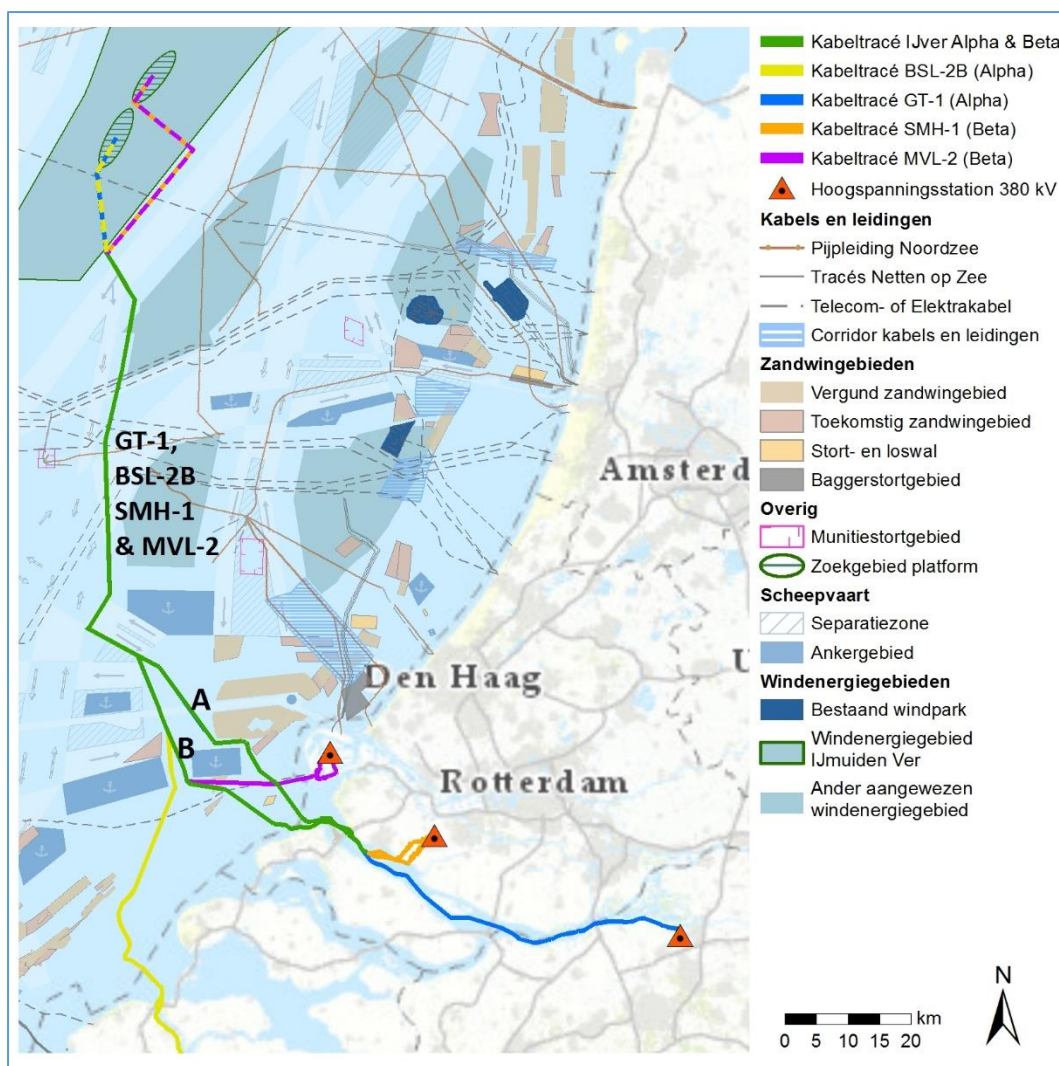 GT-1,
BSL-2B
SMH-1
& MVL-2
Amsterd
Den Haag
U
A
B
Rotterdam
Kabeltracé IJver Alpha & Beta
Kabeltracé BSL-2B (Alpha)
Kabeltracé GT-1 (Alpha)
Kabeltracé SMH-1 (Beta)
Kabeltracé MVL-2 (Beta)
Hoogspanningsstation 380 kV
Kabels en leidingen
Pijpleiding Noordzee
Tracés Netten op Zee
Telecom- of Elektrakabel
Corridor kabels en leidingen
Zandwingebieden
Vergund zandwingebied
Toekomstig zandwingebied
Stort- en loswal
Baggerstortgebied
Overig
Munitiestortgebied
Zoekgebied platform
Scheepvaart
Separatiezone
Ankergebied
Windenergiegebieden
Bestaand windpark
Windenergiegebied
IJmuiden Ver
Ander aangewezen
windenergiegebied
N
km
0 5 10 15 20